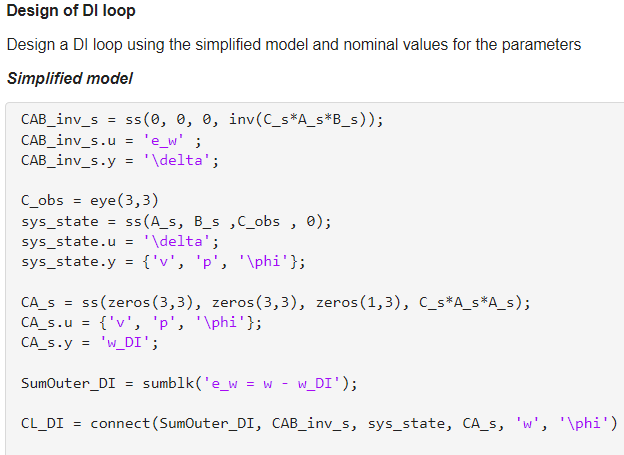 Design of DI loop
Design a DI loop using the simplified model and nominal values for the parameters
Simplified model
CAB_inv_s = ss(0, 0, 0, inv(C_s*A_s*B_s));
CAB_inv_s.u = 'e_w' ;
CAB_inv_s.y = '\delta';
C_obs = eye(3,3)
sys_state = ss(A_s, B_s ,C_obs , 0);
sys_state.u = '\delta';
sys_state.y = {'v', 'p', '\phi'};
CA_s = ss(zeros(3,3), zeros(3,3), zeros(1,3), C_s*A_s*A_s);
CA_s.u = {'v', 'p', '\phi'};
CA_s.y = 'w_DI';
SumOuter_DI = sumblk('e_w = w - w_DI');
CL_DI = connect(SumOuter_DI, CAB_inv_s, sys_state, CA_s, 'w', '\phi')